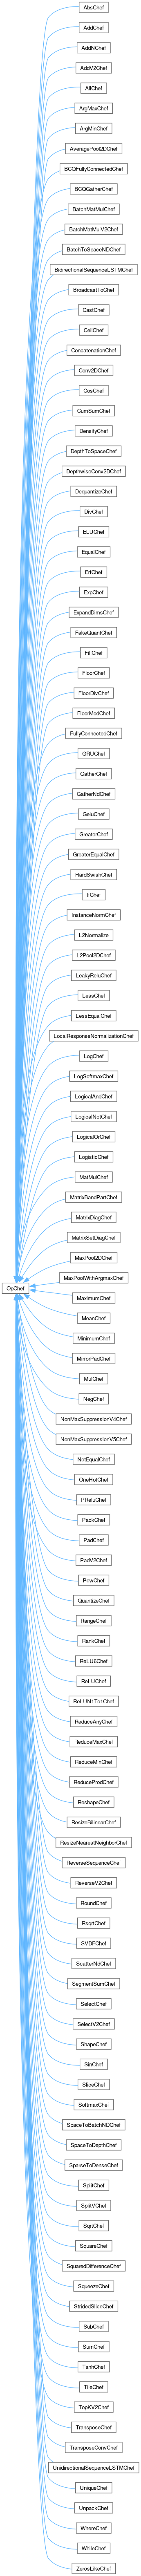 AbsChef
AddChef
AddNChef
AddV2Chef
AllChef
ArgMaxChef
ArgMinChef
AveragePool2DChef
BCQFullyConnectedChef
BCQGatherChef
BatchMatMulChef
BatchMatMulV2Chef
BatchToSpaceNDChef
BidirectionalSequenceLSTMChef
BroadcastToChef
CastChef
CeilChef
ConcatenationChef
Conv2DChef
CosChef
CumSumChef
DensifyChef
DepthToSpaceChef
DepthwiseConv2DChef
DequantizeChef
DivChef
ELUChef
EqualChef
ErfChef
ExpChef
ExpandDimsChef
FakeQuantChef
FillChef
FloorChef
FloorDivChef
FloorModChef
FullyConnectedChef
GRUChef
GatherChef
GatherNdChef
GeluChef
GreaterChef
GreaterEqualChef
HardSwishChef
IfChef
InstanceNormChef
L2Normalize
L2Pool2DChef
LeakyReluChef
LessChef
LessEqualChef
LocalResponseNormalizationChef
LogChef
LogSoftmaxChef
LogicalAndChef
LogicalNotChef
LogicalOrChef
LogisticChef
MatMulChef
MatrixBandPartChef
MatrixDiagChef
MatrixSetDiagChef
MaxPool2DChef
MaxPoolWithArgmaxChef
OpChef
MaximumChef
MeanChef
MinimumChef
MirrorPadChef
MulChef
NegChef
NonMaxSuppressionV4Chef
NonMaxSuppressionV5Chef
NotEqualChef
OneHotChef
PReluChef
PackChef
PadChef
PadV2Chef
PowChef
QuantizeChef
RangeChef
RankChef
ReLU6Chef
ReLUChef
ReLUN1To1Chef
ReduceAnyChef
ReduceMaxChef
ReduceMinChef
ReduceProdChef
ReshapeChef
ResizeBilinearChef
ResizeNearestNeighborChef
ReverseSequenceChef
ReverseV2Chef
RoundChef
RsqrtChef
SVDFChef
ScatterNdChef
SegmentSumChef
SelectChef
SelectV2Chef
ShapeChef
SinChef
SliceChef
SoftmaxChef
SpaceToBatchNDChef
SpaceToDepthChef
SparseToDenseChef
SplitChef
SplitVChef
SqrtChef
SquareChef
SquaredDifferenceChef
SqueezeChef
StridedSliceChef
SubChef
SumChef
TanhChef
TileChef
TopKV2Chef
TransposeChef
TransposeConvChef
UnidirectionalSequenceLSTMChef
UniqueChef
UnpackChef
WhereChef
WhileChef
ZerosLikeChef